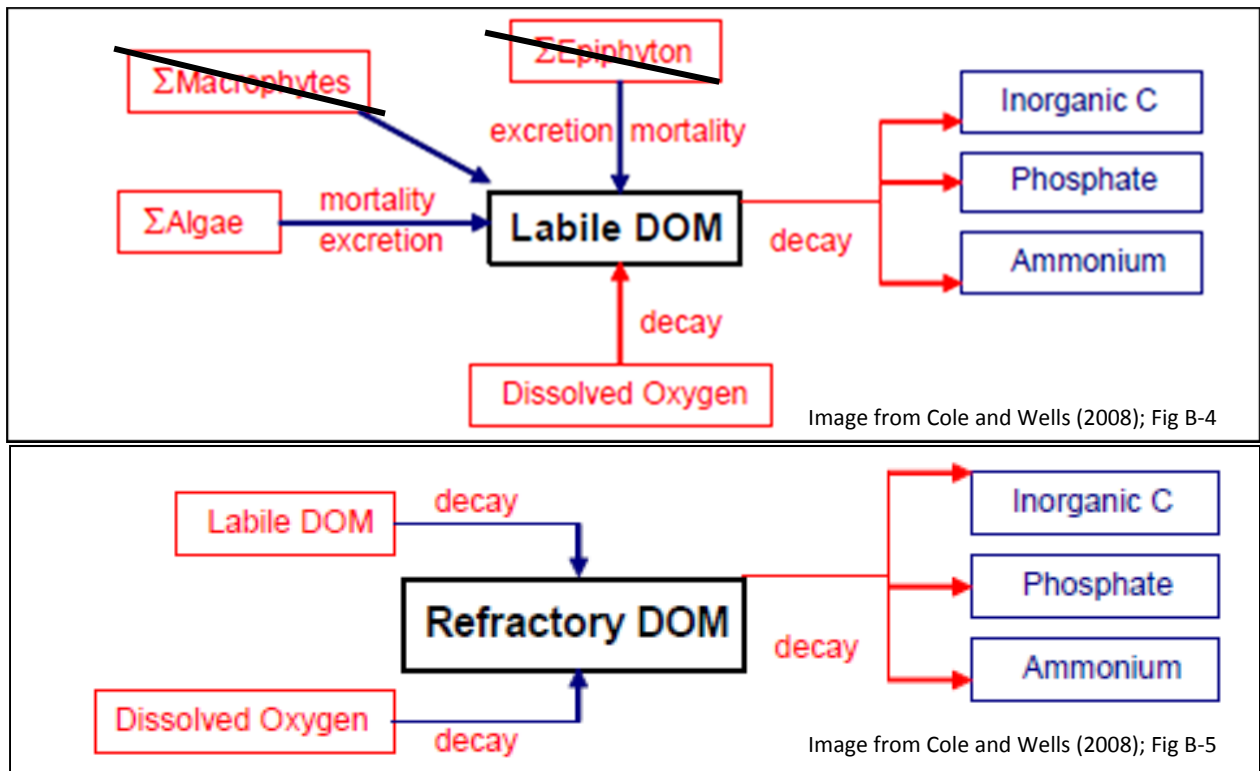 ΣMacrophytes
ΣEpiphyton
excretion mortality
ΣAlgae
mortality
excretion
Labile DOM
decay
Inorganic C
Phosphate
Ammonium
decay
Dissolved Oxygen
Image from Cole and Wells (2008); Fig B-4
Labile DOM
decay
Refractory DOM
decay
Inorganic C
Phosphate
Ammonium
Dissolved Oxygen
decay
Image from Cole and Wells (2008); Fig B-5